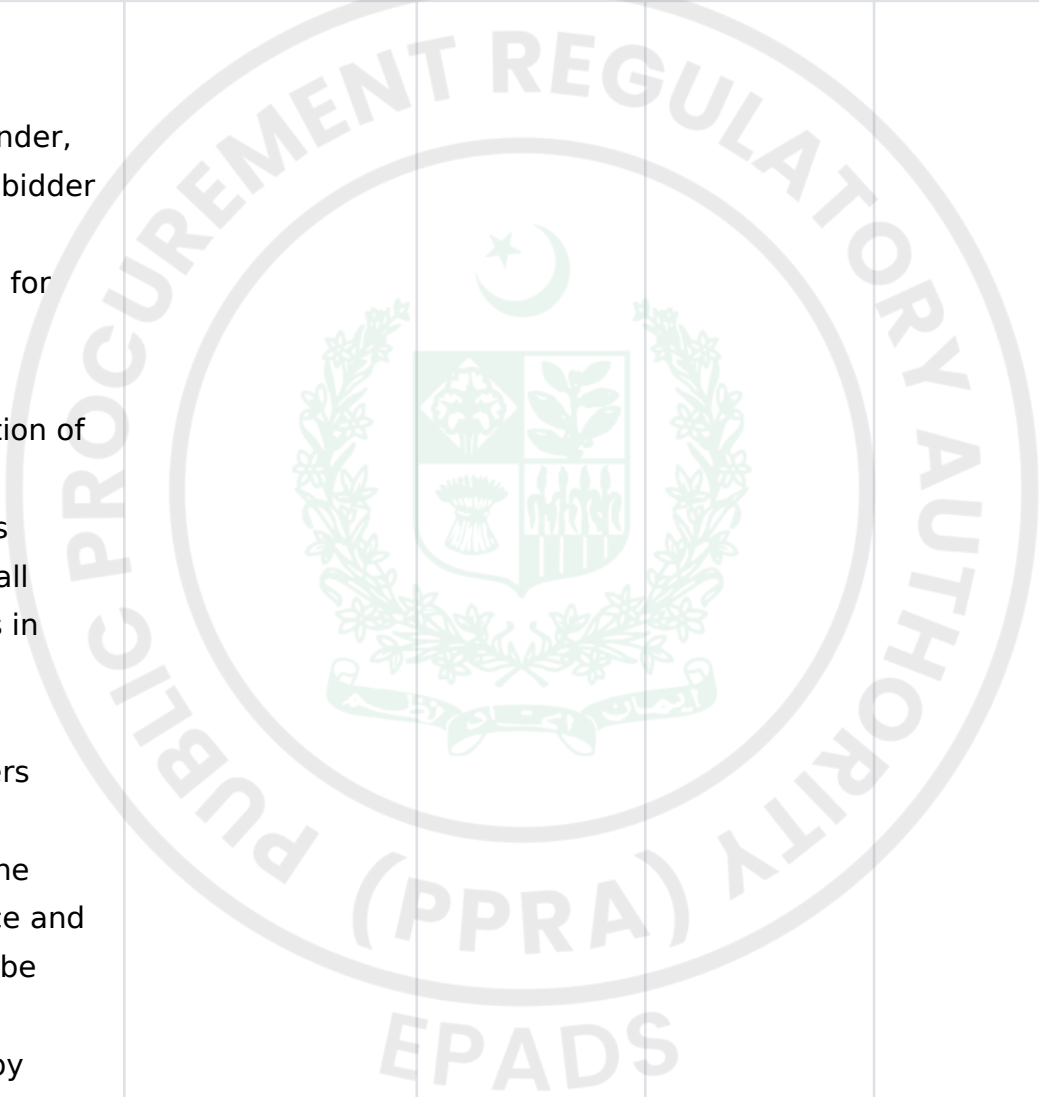 PUBLIC PROCUREMENT REGULATORY AUTHORITY
nder,
bidder
for
tion of
s
all
s in
ers
he
ce and
be
by
(PPRA)
EPADS